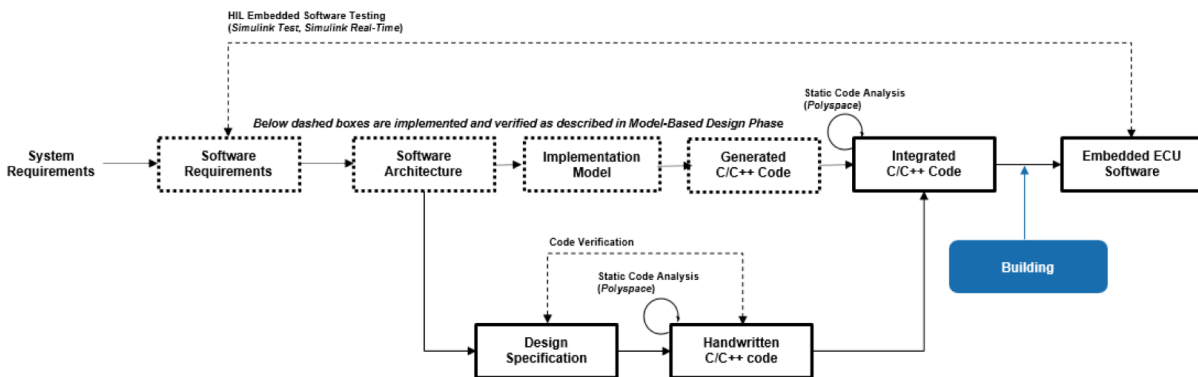 HIL Embedded Software Testing
(Simulink Test, Simulink Real-Time)
Static Code Analysis
(Polyspace)
Below dashed boxes are implemented and verified as described in Model-Based Design Phase
System
Requirements
Software
Requirements
Software
Architecture
Implementation
Model
Generated
C/C++ Code
Integrated
C/C++ Code
Embedded ECU
Software
Building
Code Verification
Static Code Analysis
(Polyspace)
Design
Specification
Handwritten
C/C++ code